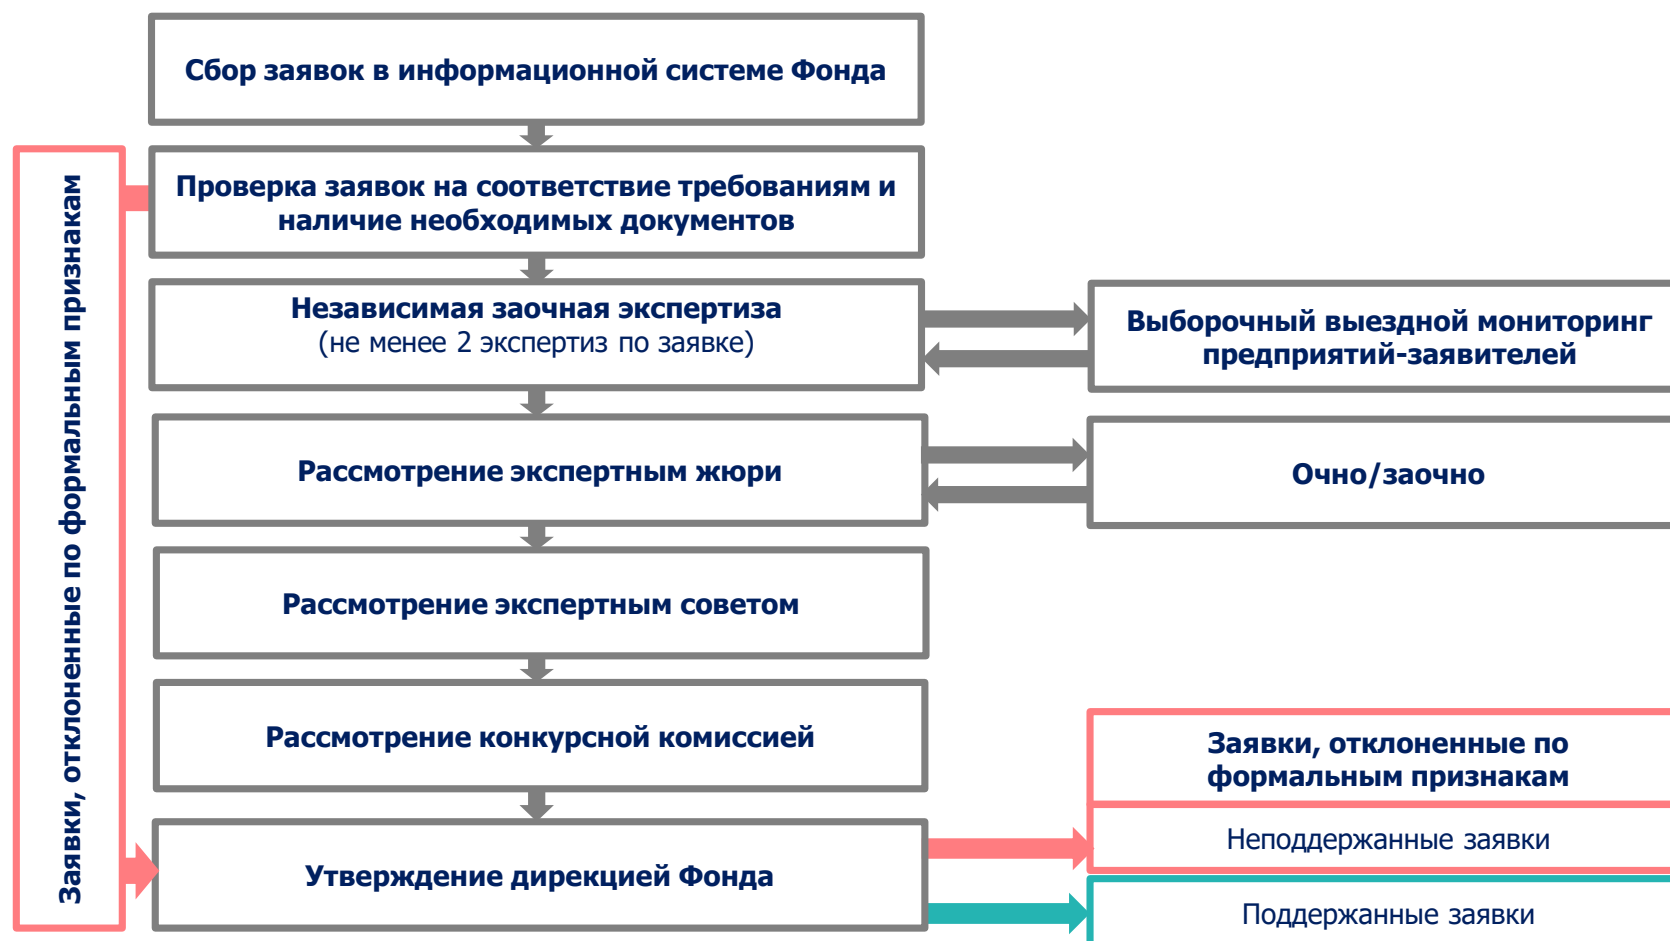 Сбор заявок в информационной системе Фонда
Заявки, отклоненные по формальным признакам
Проверка заявок на соответствие требованиям и
наличие необходимых документов
Независимая заочная экспертиза
(не менее 2 экспертиз по заявке)
Выборочный выездной мониторинг
предприятий-заявителей
Рассмотрение экспертным жюри
Очно/заочно
Рассмотрение экспертным советом
Рассмотрение конкурсной комиссией
Утверждение дирекцией Фонда
Заявки, отклоненные по
формальным признакам
Неподдержанные заявки
Поддержанные заявки